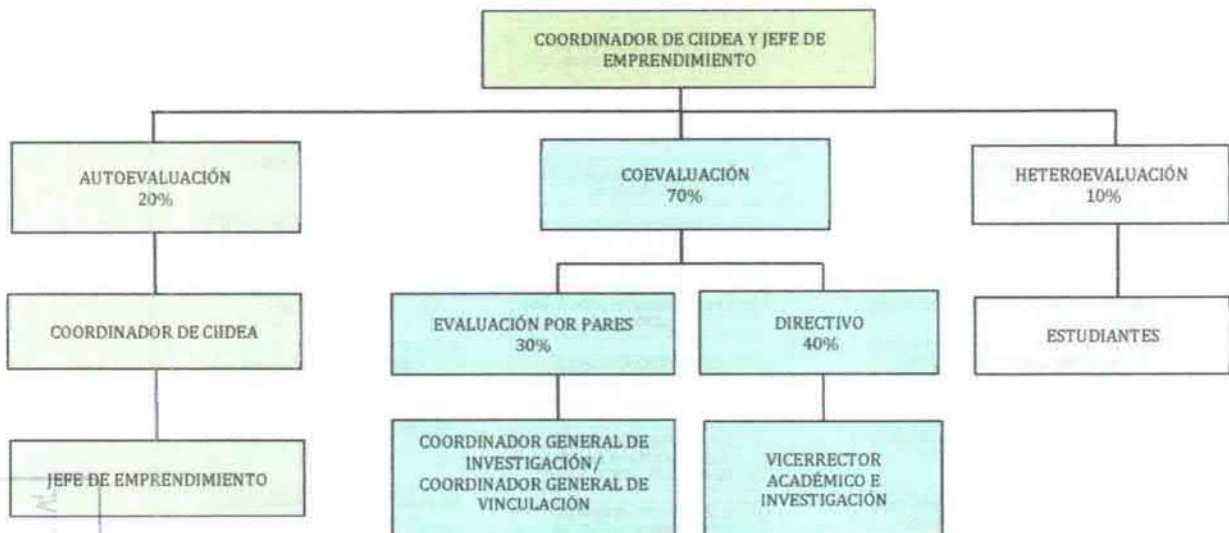 COORDINADOR DE CIIDEA Y JEFE DE
EMPRENDIMIENTO
AUTOEVALUACIÓN
20%
COEVALUACIÓN
70%
HETEROEVALUACIÓN
10%
COORDINADOR DE CIIDEA
EVALUACIÓN POR PARES
30%
DIRECTIVO
40%
ESTUDIANTES
JEFE DE EMPRENDIMIENTO
COORDINADOR GENERAL DE
INVESTIGACIÓN/
COORDINADOR GENERAL DE
VINCULACIÓN
VICERRECTOR
ACADÉMICO E
INVESTIGACIÓN